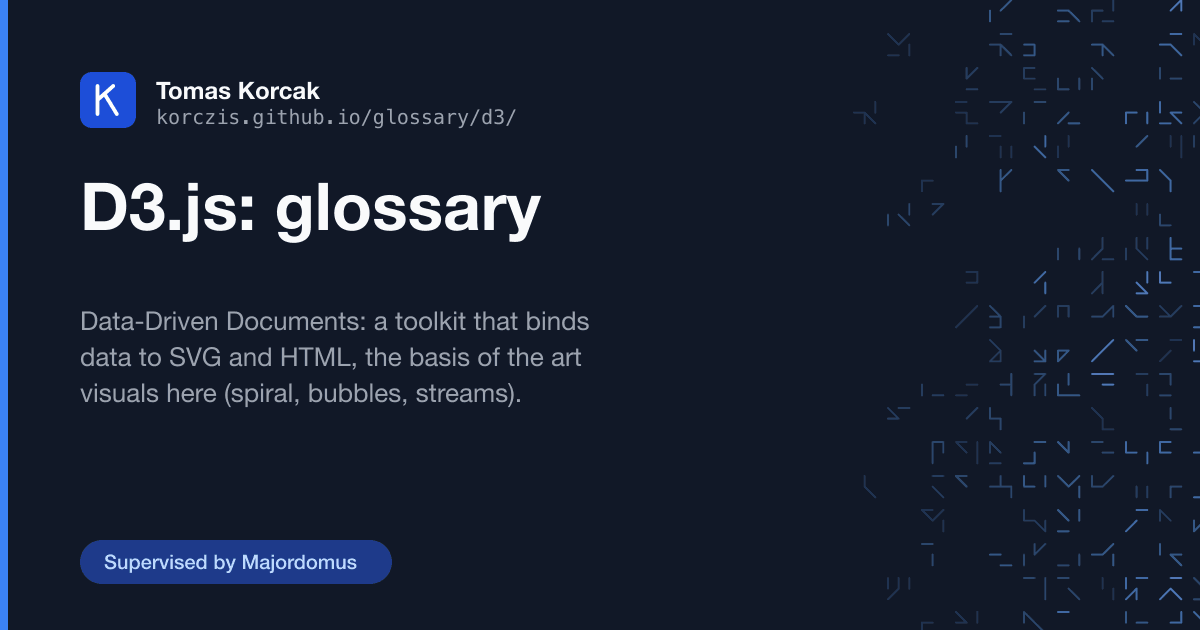 K
Tomas Korcak
korczis.github.io/glossary/d3/
D3.js: glossary
Data-Driven Documents: a toolkit that binds
data to SVG and HTML, the basis of the art
visuals here (spiral, bubbles, streams).
Supervised by Majordomus